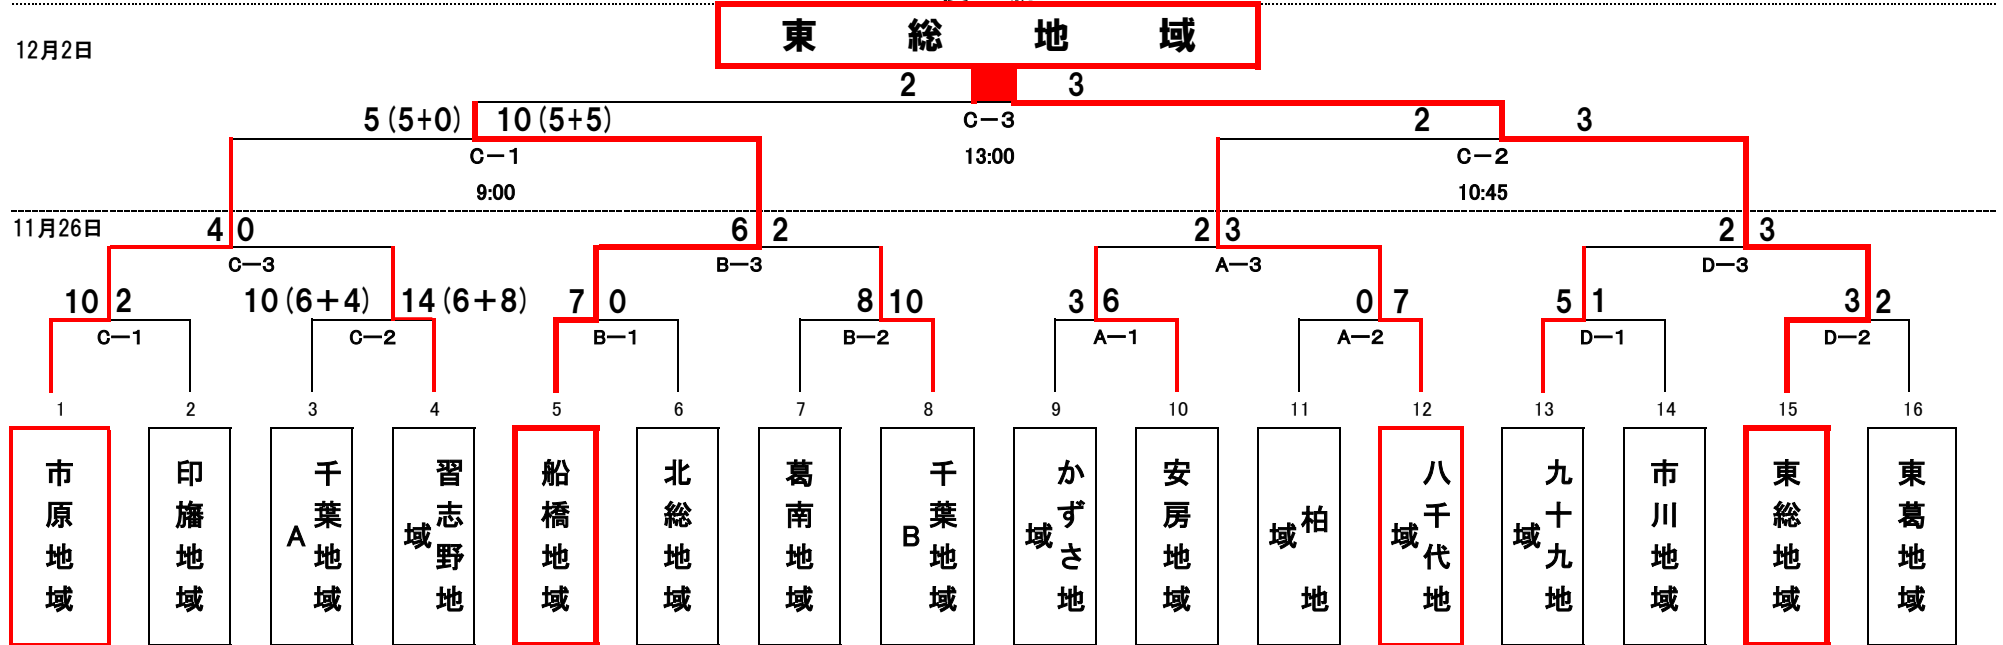 東総地域
12月2日
2 3
5(5+0) 10(5+5) C-3 2 3
C-1 13:00 C-2
9:00 10:45
11月26日 4 0 6 2 2 3 2 3
C-3 B-3 A-3 D-3
10 2 10(6+4) 14(6+8) 7 0 8 10 3 6 0 7 5 1 3 2
C-1 C-2 B-1 B-2 A-1 A-2 D-1 D-2
1 2 3 4 5 6 7 8 9 10 11 12 13 14 15 16
市原地域
印旛地域
千葉地域A
習志野地域
船橋地域
北総地域
葛南地域
千葉地域B
かずさ地域
安房地域
柏地域
八千代地域
九十九地域
市川地域
東総地域
東葛地域